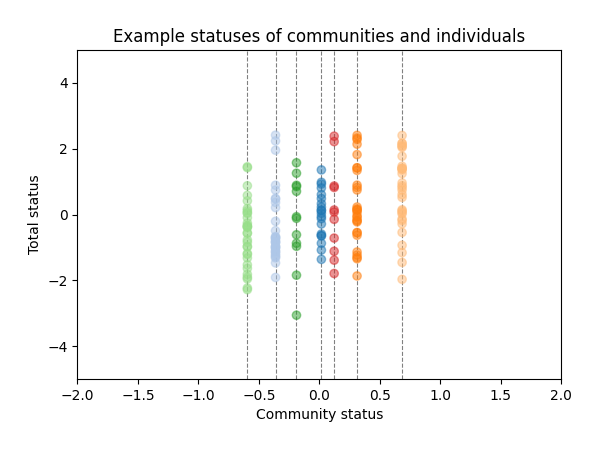 Example statuses of communities and individuals
Total status
4
2
0
−2
−4
−2.0 −1.5 −1.0 −0.5 0.0 0.5 1.0 1.5 2.0
Community status